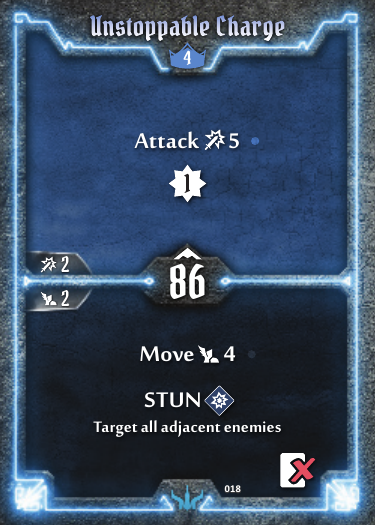 Unstoppable Charge
4
Attack 5
1
2
86
2
Move 4
STUN
Target all adjacent enemies
018